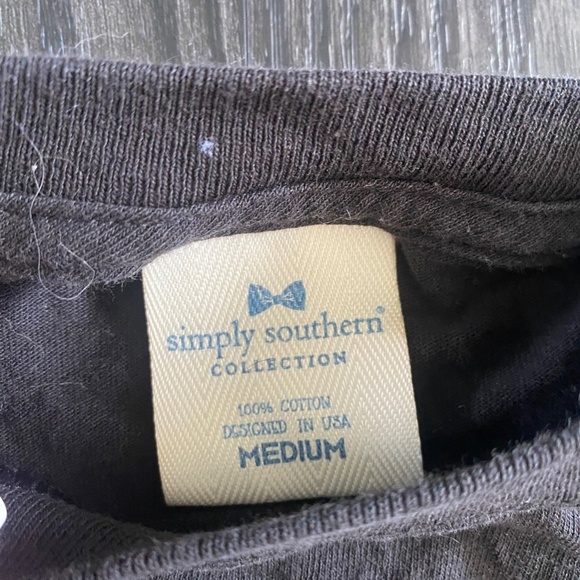 simply southern®
COLLECTION
100% COTTON
DESIGNED IN USA
MEDIUM